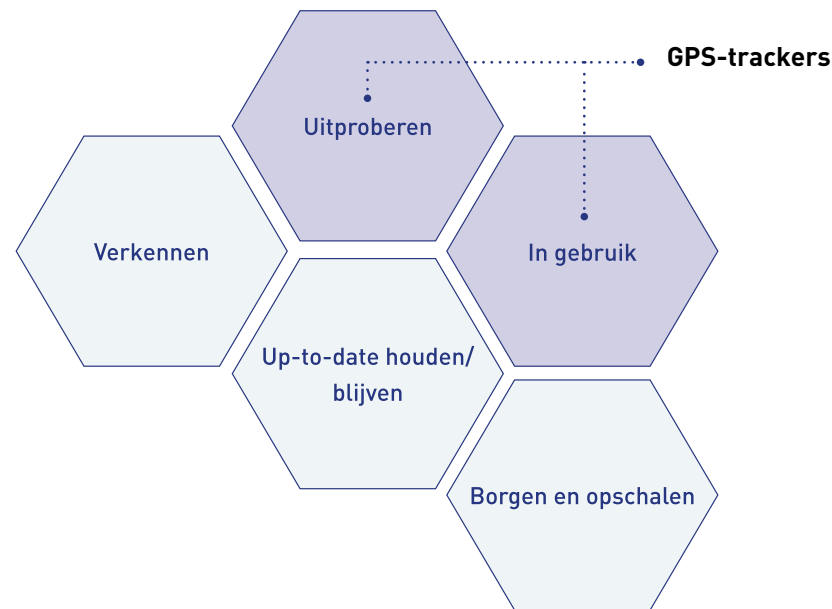 GPS-trackers
Uitproberen
Verkennen
In gebruik
Up-to-date houden/
blijven
Borgen en opschalen